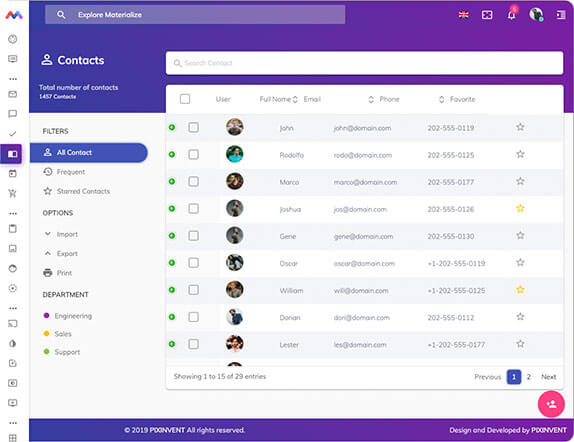 Explore Materialize
5
Contacts
Search Contact
Total number of contacts
1457 Contacts
User Full Name Email Phone Favorite
FILTERS
All Contact
Frequent
Starred Contacts
OPTIONS
Import
Export
Print
DEPARTMENT
Engineering
Sales
Support
John john@domain.com 202-555-0119
Rodolfo rodo@domain.com 202-555-0125
Marco marco@domain.com +1-202-555-0177
Joshua jos@domain.com 202-555-0126
Gene gene@domain.com 202-555-0130
Oscar oscar@domain.com +1-202-555-0119
William will@domain.com +1-202-555-0125
Dorian dori@domain.com 202-555-0112
Lester les@domain.com +1-202-555-0177
Showing 1 to 15 of 29 entries
Previous 1 2 Next
© 2019 PIXINVENT All rights reserved.
Design and Developed by PIXINVENT